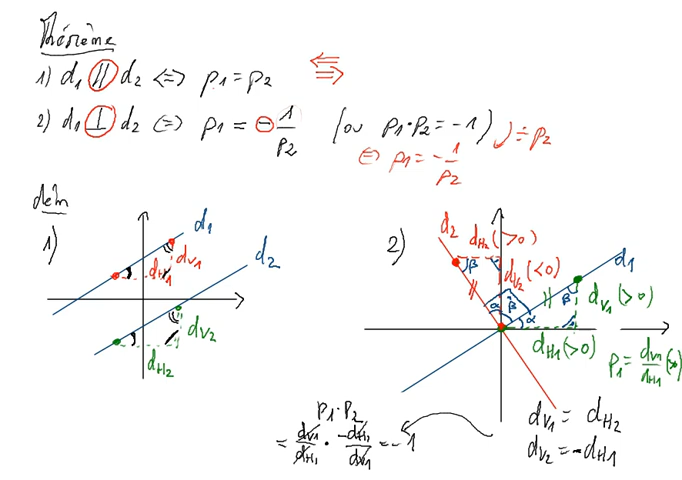 Théorème
1) d₁ // d₂ <=> p₁ = p₂ ⇐ ⇒
2) d₁ ⊥ d₂ <=> p₁ = - 1/p₂ (ou p₁·p₂ = -1) ) ÷ p₂
<=> p₁ = - 1/p₂
dém
1) d₁ d₂
dH₁ dV₁
dV₂
dH₂
2) d₂ dH₂ (>0) d₁
β dV₂ (<0)
// α β β // dV₁ (>0)
α
dH₁ (>0) p₁ = dV₁/dH₁ (>0)
p₁·p₂
= dV₁/dH₁ · -dH₁/dV₁ = -1
dV₁ = dH₂
dV₂ = -dH₁